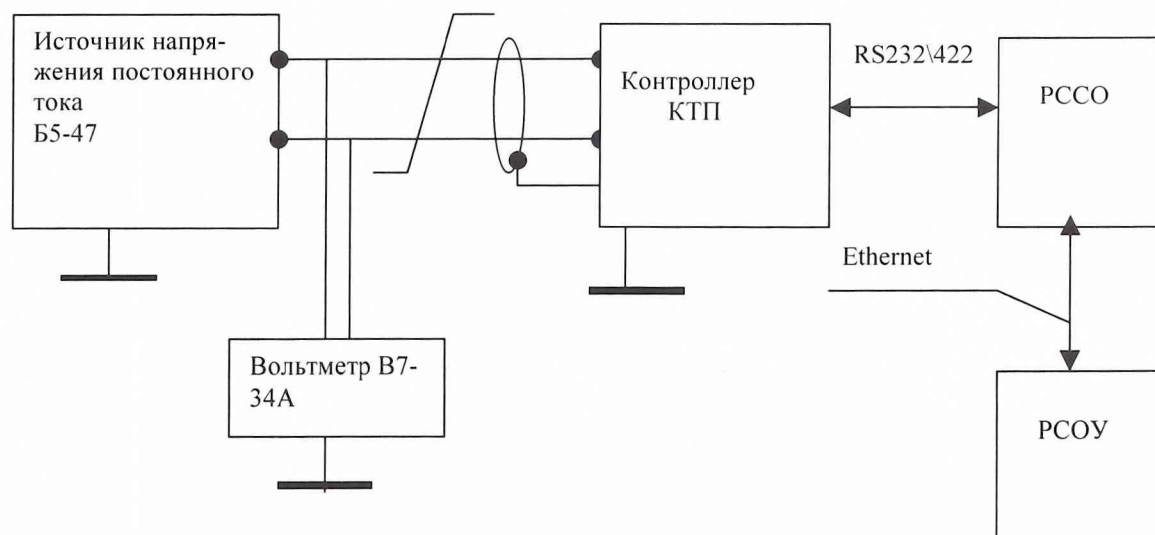 Источник напря-
жения постоянного
тока
Б5-47
Контроллер
КТП
RS232\422
РССО
Ethernet
Вольтметр В7-
34А
РСОУ